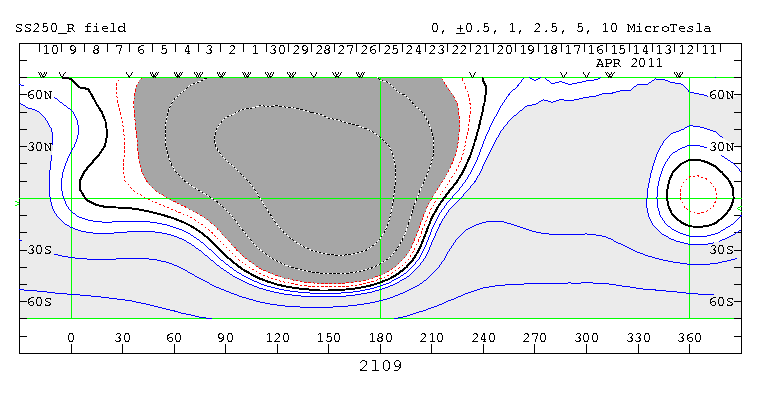 SS250_R field 0, ±0.5, 1, 2.5, 5, 10 MicroTesla
10 9 8 7 6 5 4 3 2 1 1 30 29 28 27 26 25 24 23 22 21 20 19 18 17 16 15 14 13 12 11
APR 2011
60N 60N
30N 30N
30S 30S
60S 60S
0 30 60 90 120 150 180 210 240 270 300 330 360
2109